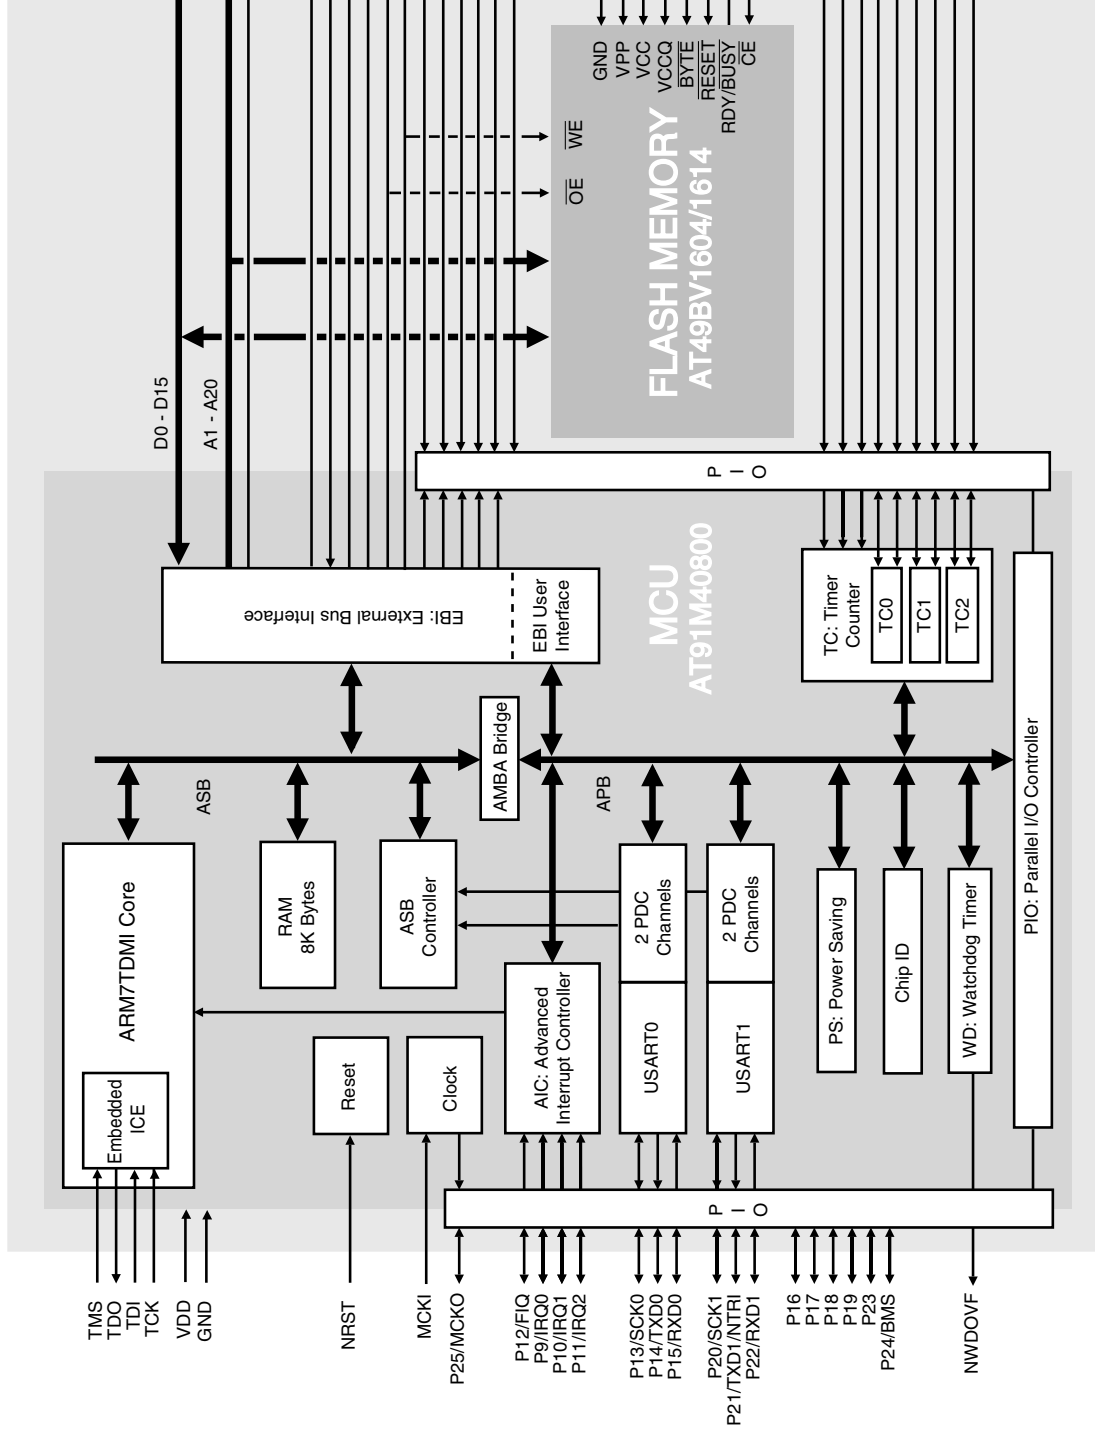 TMS
TDO
TDI
TCK
VDD
GND
NRST
MCKI
P25/MCKO
P12/FIQ
P9/IRQ0
P10/IRQ1
P11/IRQ2
P13/SCK0
P14/TXD0
P15/RXD0
P20/SCK1
P21/TXD1/NTRI
P22/RXD1
P16
P17
P18
P19
P23
P24/BMS
NWDOVF
P
I
O
Embedded
ICE
ARM7TDMI Core
Reset
Clock
AIC: Advanced
Interrupt Controller
USART0
2 PDC
Channels
USART1
2 PDC
Channels
PS: Power Saving
Chip ID
WD: Watchdog Timer
PIO: Parallel I/O Controller
RAM
8K Bytes
ASB
Controller
ASB
AMBA Bridge
APB
EBI: External Bus Interface
EBI User
Interface
MCU
AT91M40800
TC: Timer
Counter
TC0
TC1
TC2
P
I
O
D0 - D15
A1 - A20
FLASH MEMORY
AT49BV1604/1614
OE
WE
GND
VPP
VCC
VCCQ
BYTE
RESET
RDY/BUSY
CE